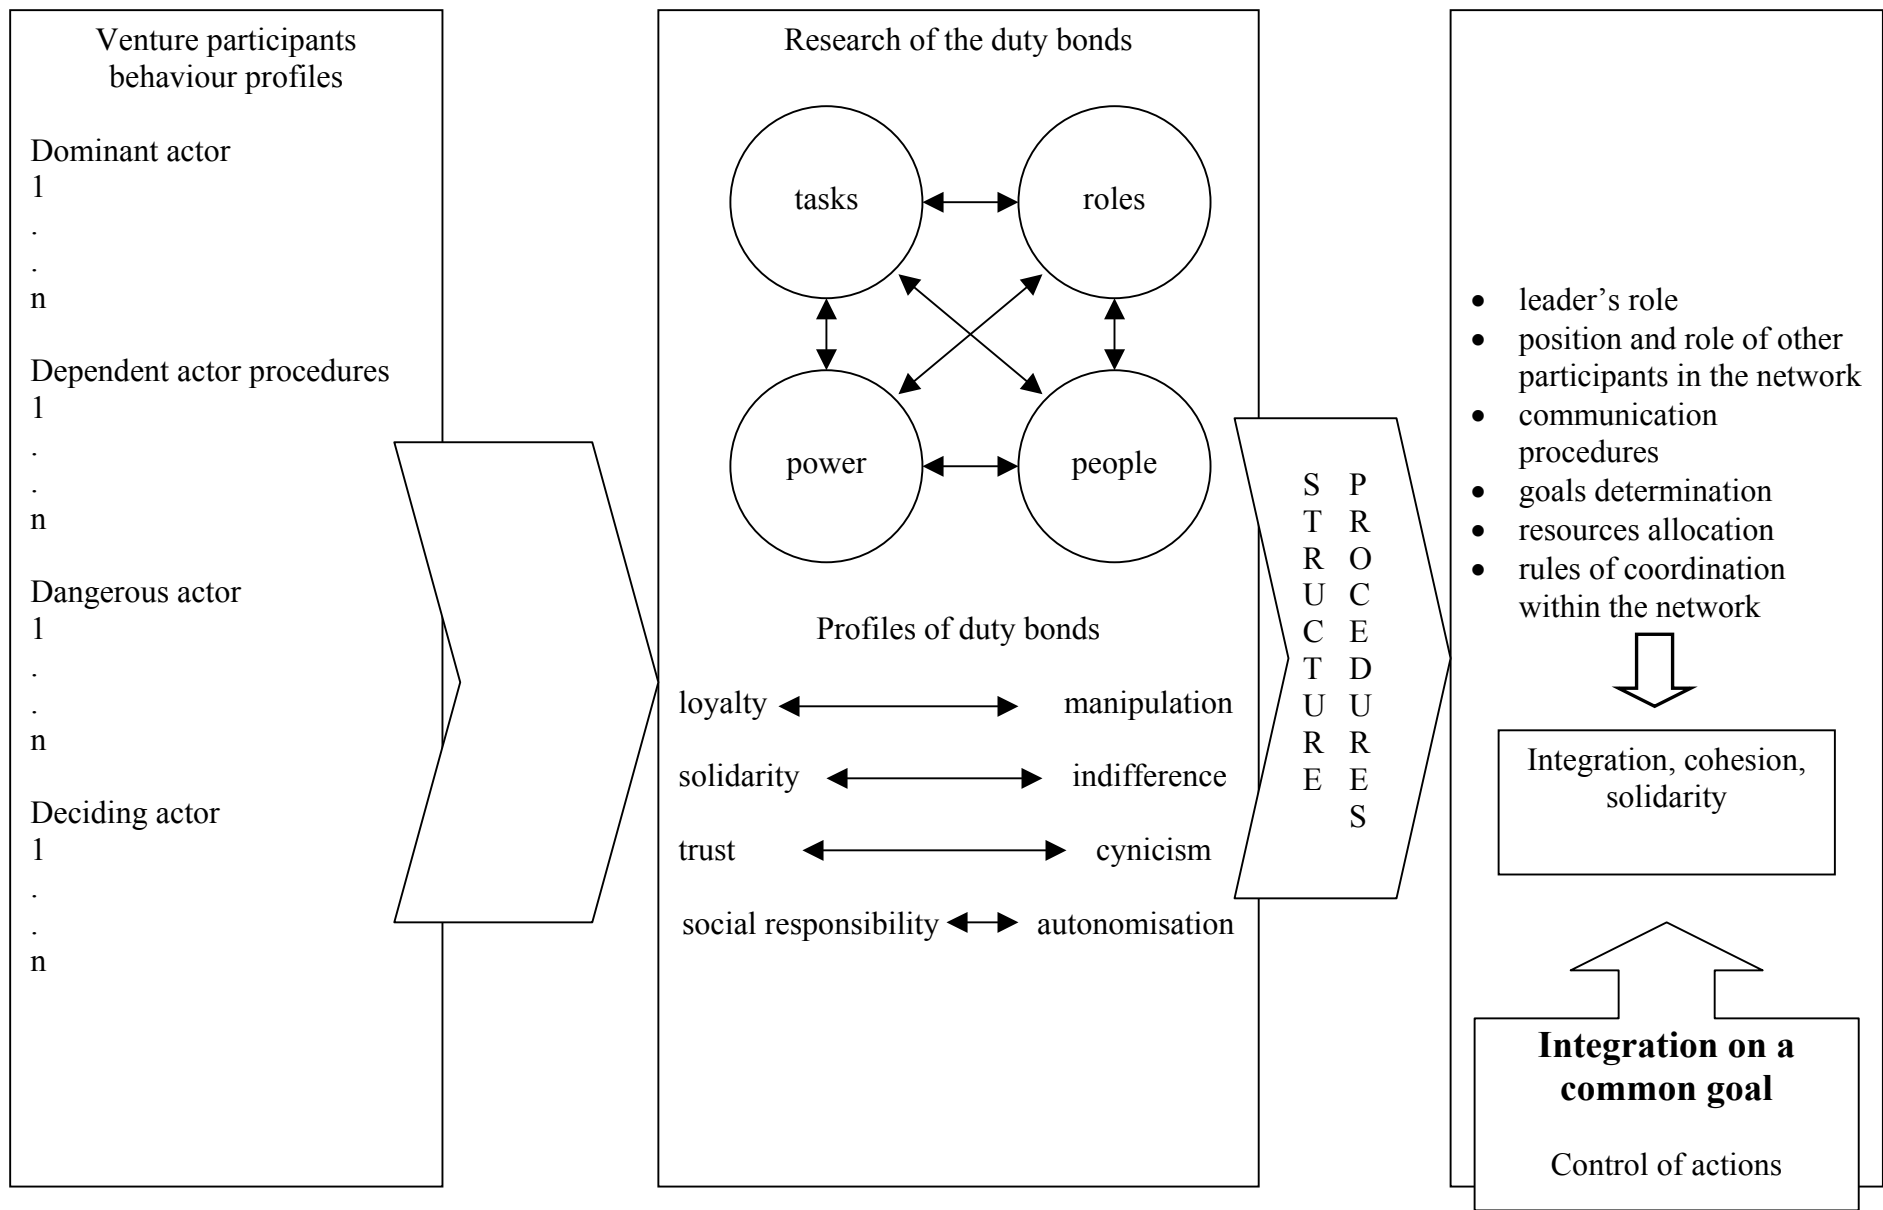 Venture participants
behaviour profiles
Dominant actor
1
.
.
n
Dependent actor procedures
1
.
.
n
Dangerous actor
1
.
.
n
Deciding actor
1
.
.
n
Research of the duty bonds
tasks
roles
power
people
Profiles of duty bonds
loyalty manipulation
solidarity indifference
trust cynicism
social responsibility autonomisation
STRUCTURE
PROCEDURES
• leader’s role
• position and role of other
participants in the network
• communication
procedures
• goals determination
• resources allocation
• rules of coordination
within the network
Integration, cohesion,
solidarity
Integration on a
common goal
Control of actions